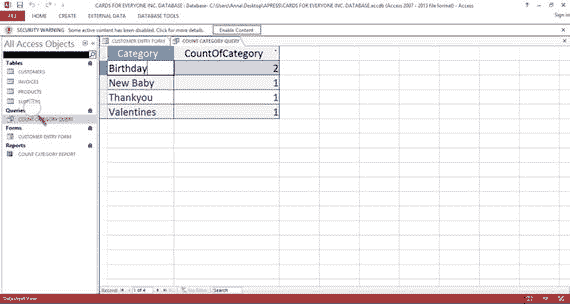 CARDS FOR EVERYONE INC. DATABASE : Database- C:\Users\Anna\Desktop\APRESS\CARDS FOR EVERYONE INC. DATABASE.accdb (Access 2007 - 2013 file format) - Access
HOME CREATE EXTERNAL DATA DATABASE TOOLS
Sign in
SECURITY WARNING Some active content has been disabled. Click for more details. Enable Content
All Access Objects
Tables
CUSTOMERS
INVOICES
PRODUCTS
Queries
COUNT CATEGORY QUERY
Forms
CUSTOMER ENTRY FORM
Reports
COUNT CATEGORY REPORT
CUSTOMER ENTRY FORM COUNT CATEGORY QUERY
Category CountOfCategory
Birthday 2
New Baby 1
Thankyou 1
Valentines 1
Record: 1 of 4 No Filter Search
Datasheet View